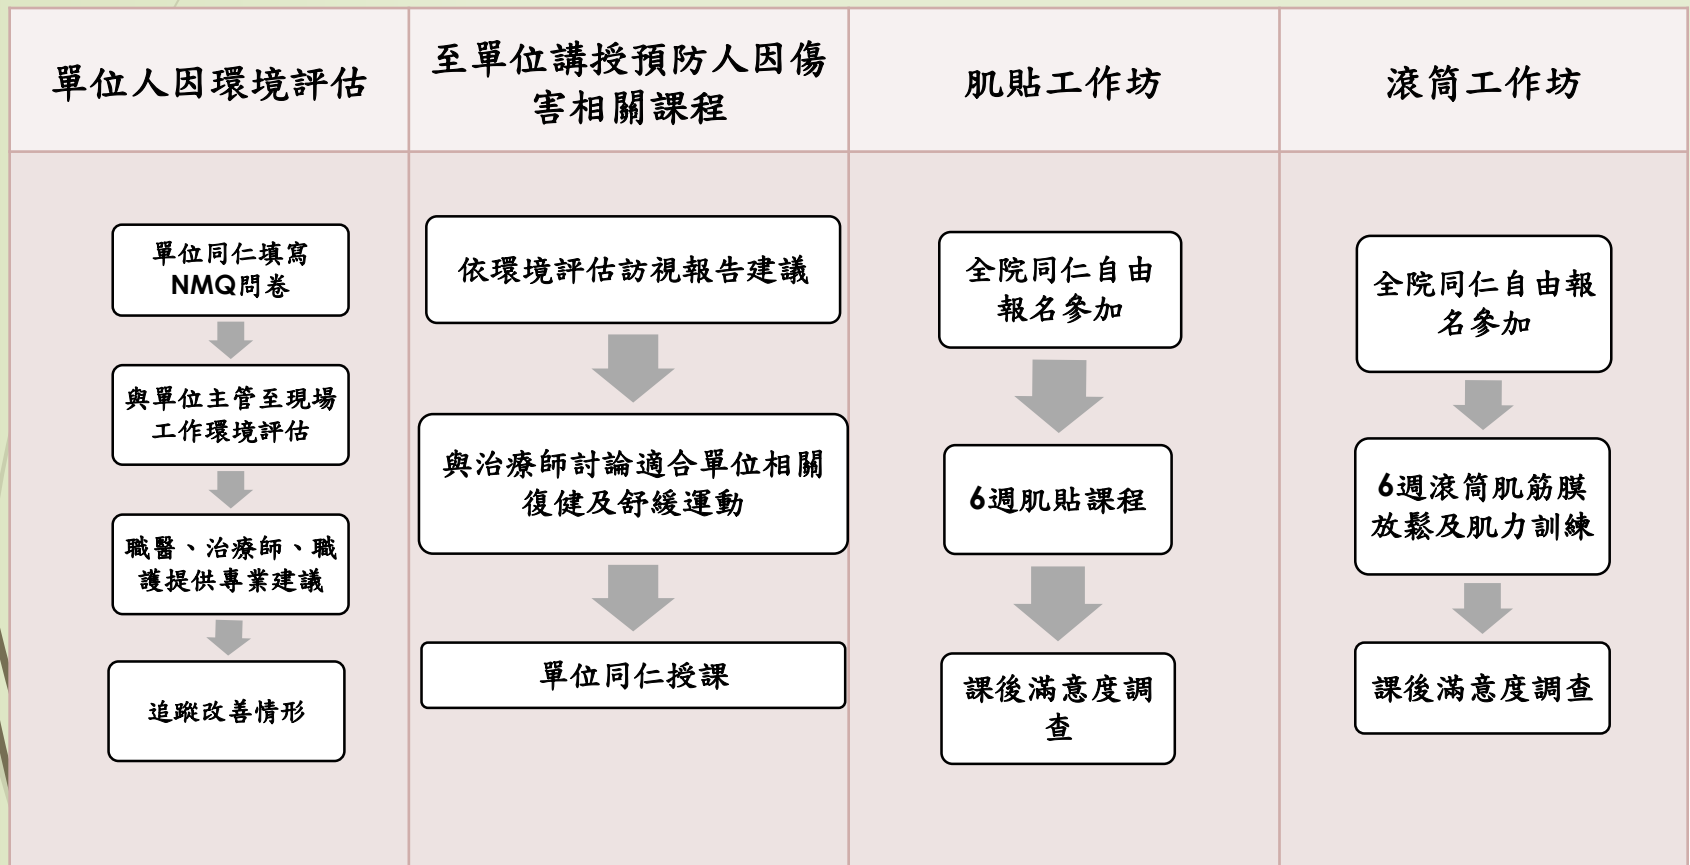 單位人因環境評估
至單位講授預防人因傷
害相關課程
肌貼工作坊
滾筒工作坊
單位同仁填寫
NMQ問卷
與單位主管至現場
工作環境評估
職醫、治療師、職
護提供專業建議
追蹤改善情形
依環境評估訪視報告建議
與治療師討論適合單位相關
復健及舒緩運動
單位同仁授課
全院同仁自由
報名參加
6週肌貼課程
課後滿意度調
查
全院同仁自由報
名參加
6週滾筒肌筋膜
放鬆及肌力訓練
課後滿意度調查